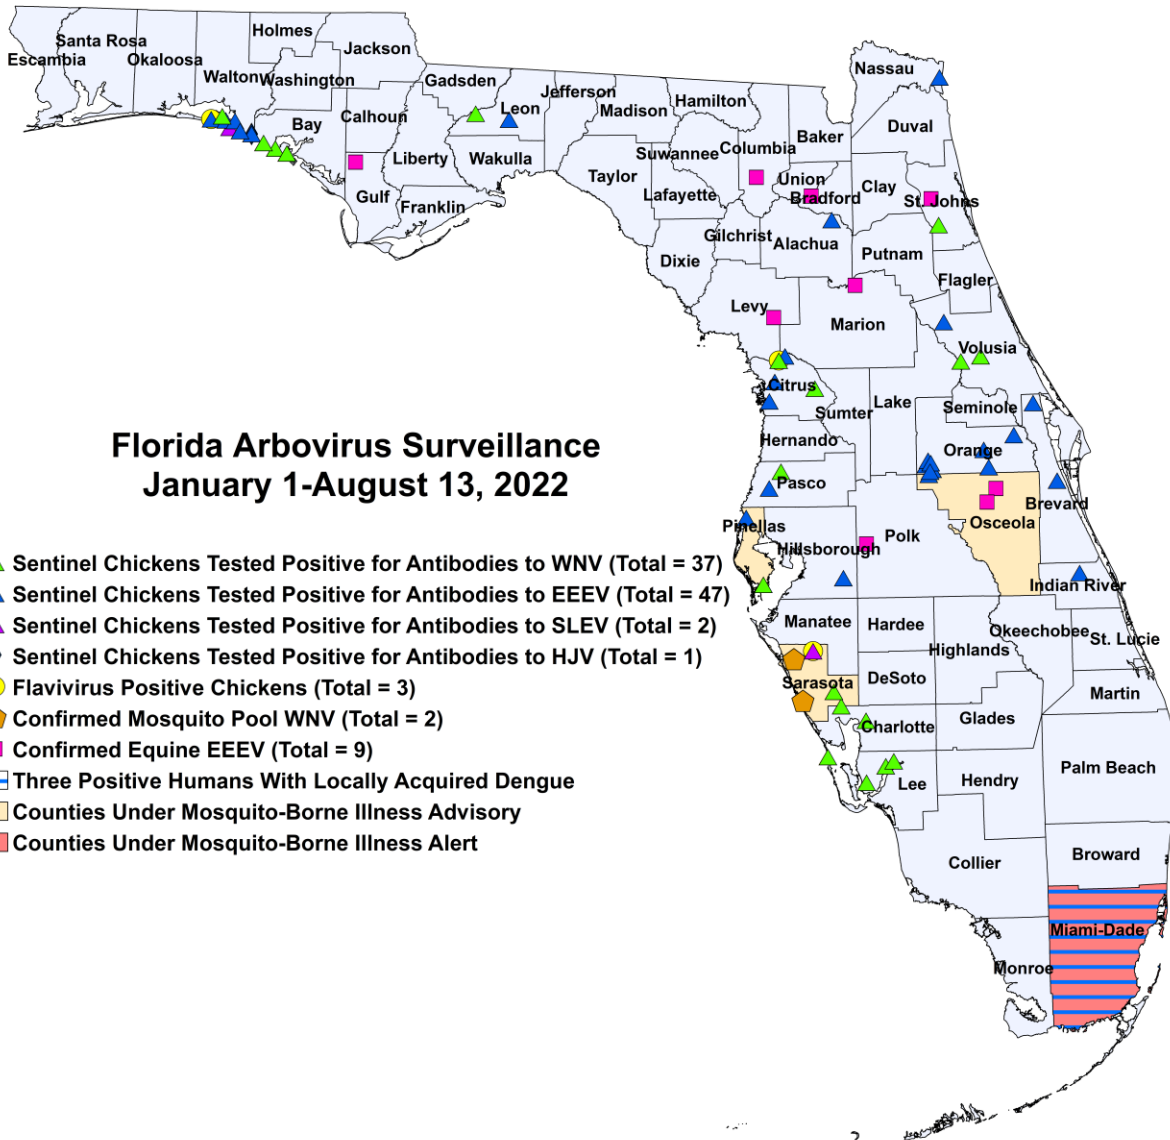 Holmes
Jackson
Santa Rosa
Escambia
Okaloosa
Walton
Washington
Gadsden
Jefferson
Nassau
Leon
Madison
Hamilton
Bay
Calhoun
Duval
Baker
Columbia
Suwannee
Liberty
Wakulla
Taylor
Union
Clay
Gulf
Lafayette
Bradford
St. Johns
Franklin
Gilchrist
Alachua
Putnam
Dixie
Flagler
Levy
Marion
Volusia
Citrus
Lake
Sumter
Seminole
Hernando
Orange
Pasco
Brevard
Pinellas
Osceola
Polk
Hillsborough
Indian River
Manatee
Hardee
Okeechobee
St. Lucie
Highlands
Sarasota
DeSoto
Martin
Glades
Charlotte
Palm Beach
Lee
Hendry
Broward
Collier
Miami-Dade
Monroe
Florida Arbovirus Surveillance
January 1-August 13, 2022
Sentinel Chickens Tested Positive for Antibodies to WNV (Total = 37)
Sentinel Chickens Tested Positive for Antibodies to EEEV (Total = 47)
Sentinel Chickens Tested Positive for Antibodies to SLEV (Total = 2)
Sentinel Chickens Tested Positive for Antibodies to HJV (Total = 1)
Flavivirus Positive Chickens (Total = 3)
Confirmed Mosquito Pool WNV (Total = 2)
Confirmed Equine EEEV (Total = 9)
Three Positive Humans With Locally Acquired Dengue
Counties Under Mosquito-Borne Illness Advisory
Counties Under Mosquito-Borne Illness Alert